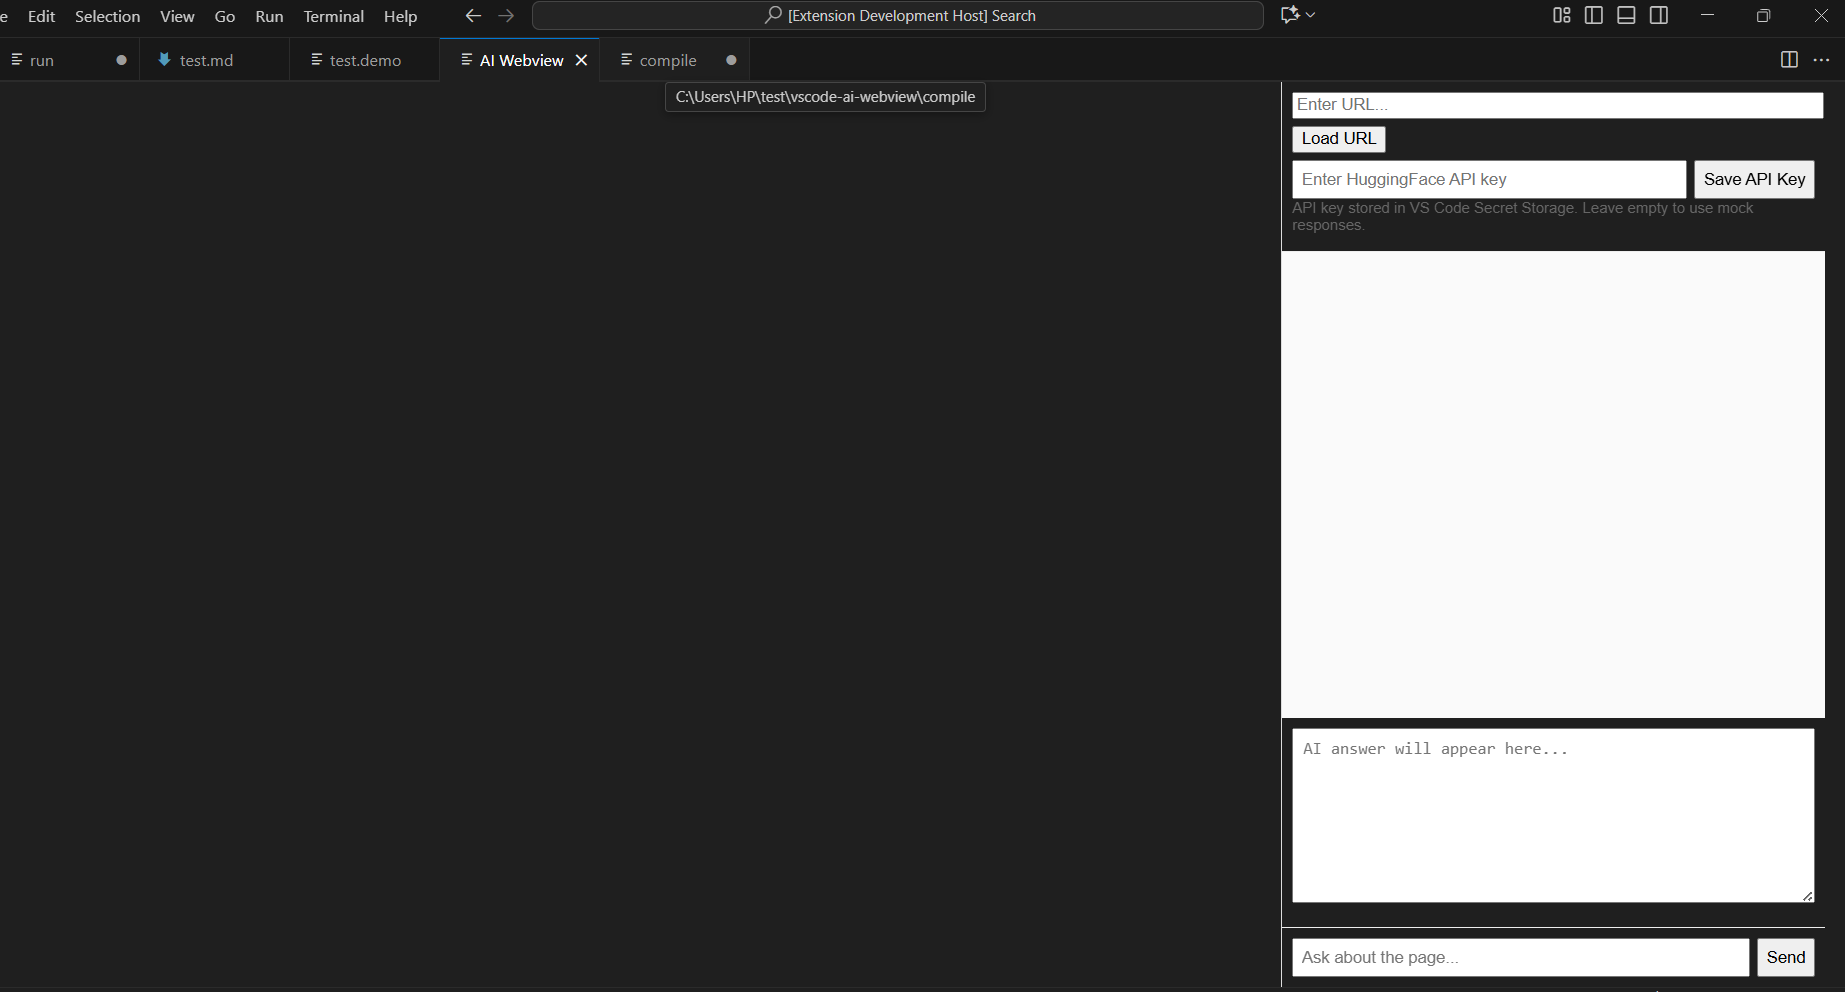 e Edit Selection View Go Run Terminal Help [Extension Development Host] Search
run test.md test.demo AI Webview compile
C:\Users\HP\test\vscode-ai-webview\compile
Enter URL...
Load URL
Enter HuggingFace API key Save API Key
API key stored in VS Code Secret Storage. Leave empty to use mock
responses.
AI answer will appear here...
Ask about the page... Send